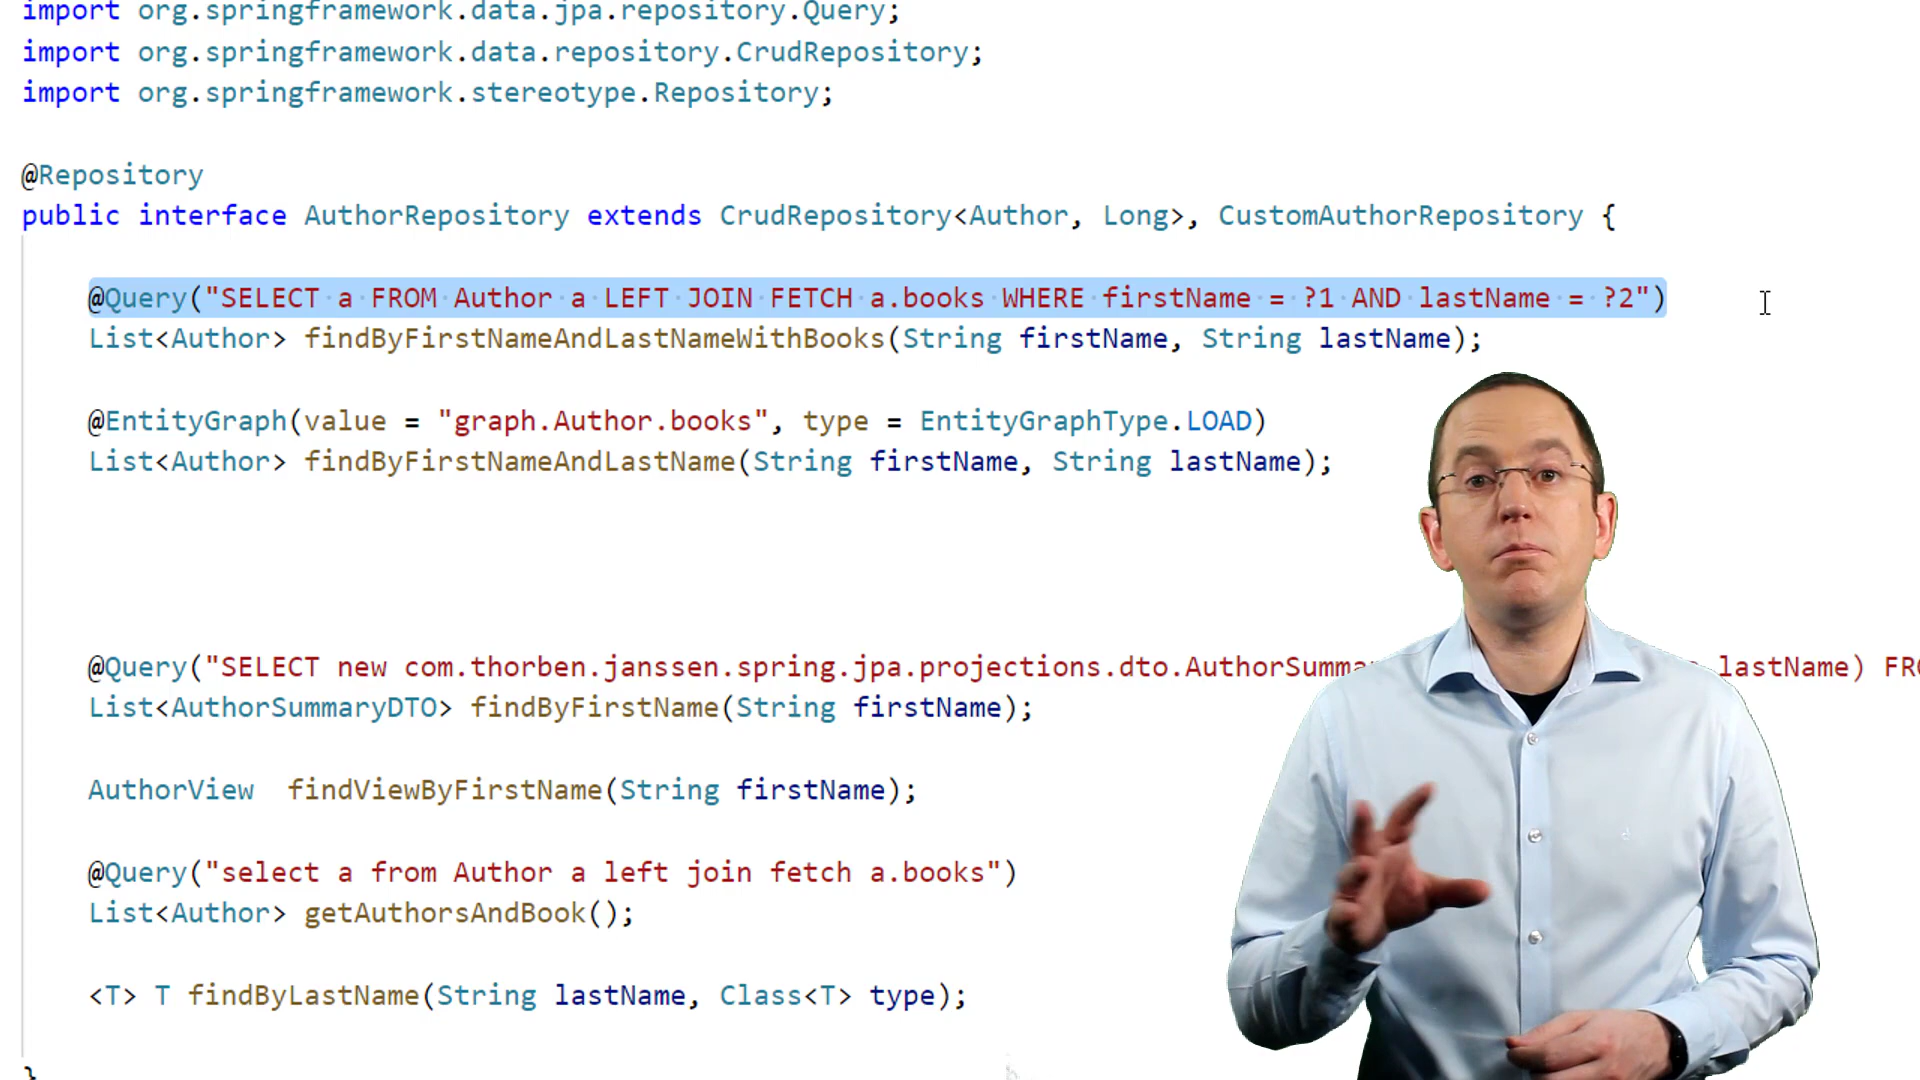 import org.springframework.data.jpa.repository.Query;
import org.springframework.data.repository.CrudRepository;
import org.springframework.stereotype.Repository;
@Repository
public interface AuthorRepository extends CrudRepository<Author, Long>, CustomAuthorRepository {
@Query("SELECT a FROM Author a LEFT JOIN FETCH a.books WHERE firstName = ?1 AND lastName = ?2")
List<Author> findByFirstNameAndLastNameWithBooks(String firstName, String lastName);
@EntityGraph(value = "graph.Author.books", type = EntityGraphType.LOAD)
List<Author> findByFirstNameAndLastName(String firstName, String lastName);
@Query("SELECT new com.thorben.janssen.spring.jpa.projections.dto.AuthorSumma lastName) FRO
List<AuthorSummaryDTO> findByFirstName(String firstName);
AuthorView findViewByFirstName(String firstName);
@Query("select a from Author a left join fetch a.books")
List<Author> getAuthorsAndBook();
<T> T findByLastName(String lastName, Class<T> type);
}